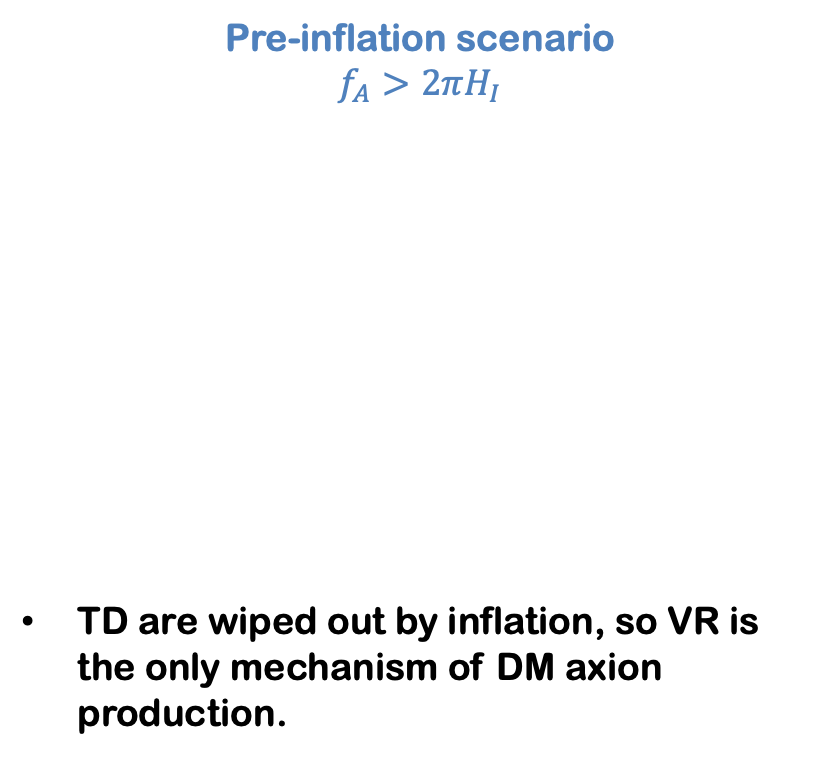 Pre-inflation scenario
𝑓𝐴 > 2𝜋𝐻𝐼
• TD are wiped out by inflation, so VR is
the only mechanism of DM axion
production.